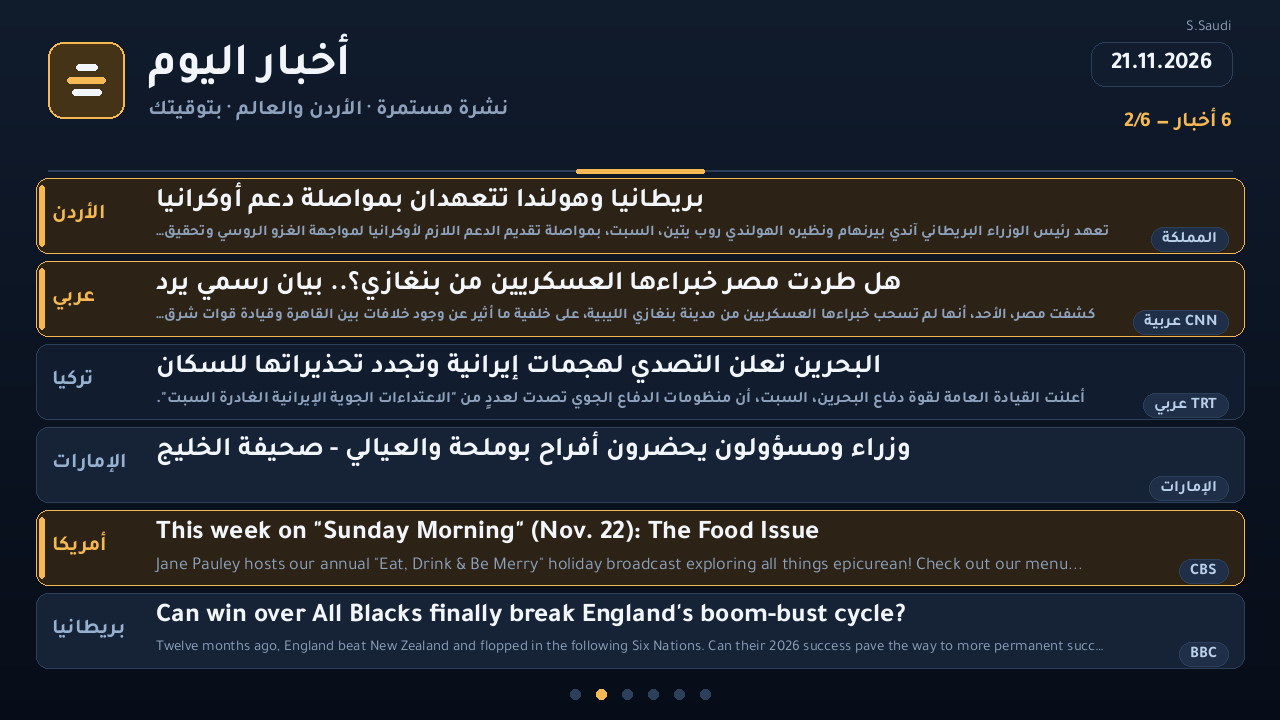 S.Saudi
أخبار اليوم
21.11.2026
نشرة مستمرة · الأردن والعالم · بتوقيتك
6 أخبار — 2/6
الأردن
بريطانيا وهولندا تتعهدان بمواصلة دعم أوكرانيا
تعهد رئيس الوزراء البريطاني آندي بيرنهام ونظيره الهولندي روب يتين، السبت، بمواصلة تقديم الدعم اللازم لأوكرانيا لمواجهة الغزو الروسي وتحقيق...
المملكة
عربي
هل طردت مصر خبراءها العسكريين من بنغازي؟.. بيان رسمي يرد
كشفت مصر، الأحد، أنها لم تسحب خبراءها العسكريين من مدينة بنغازي الليبية، على خلفية ما أثير عن وجود خلافات بين القاهرة وقيادة قوات شرق...
CNN عربية
تركيا
البحرين تعلن التصدي لهجمات إيرانية وتجدد تحذيراتها للسكان
أعلنت القيادة العامة لقوة دفاع البحرين، السبت، أن منظومات الدفاع الجوي تصدت لعددٍ من "الاعتداءات الجوية الإيرانية الغادرة السبت".
TRT عربي
الإمارات
وزراء ومسؤولون يحضرون أفراح بوملحة والعيالي - صحيفة الخليج
الإمارات
أمريكا
This week on "Sunday Morning" (Nov. 22): The Food Issue
Jane Pauley hosts our annual "Eat, Drink & Be Merry" holiday broadcast exploring all things epicurean! Check out our menu...
CBS
بريطانيا
Can win over All Blacks finally break England's boom-bust cycle?
Twelve months ago, England beat New Zealand and flopped in the following Six Nations. Can their 2026 success pave the way to more permanent succ...
BBC